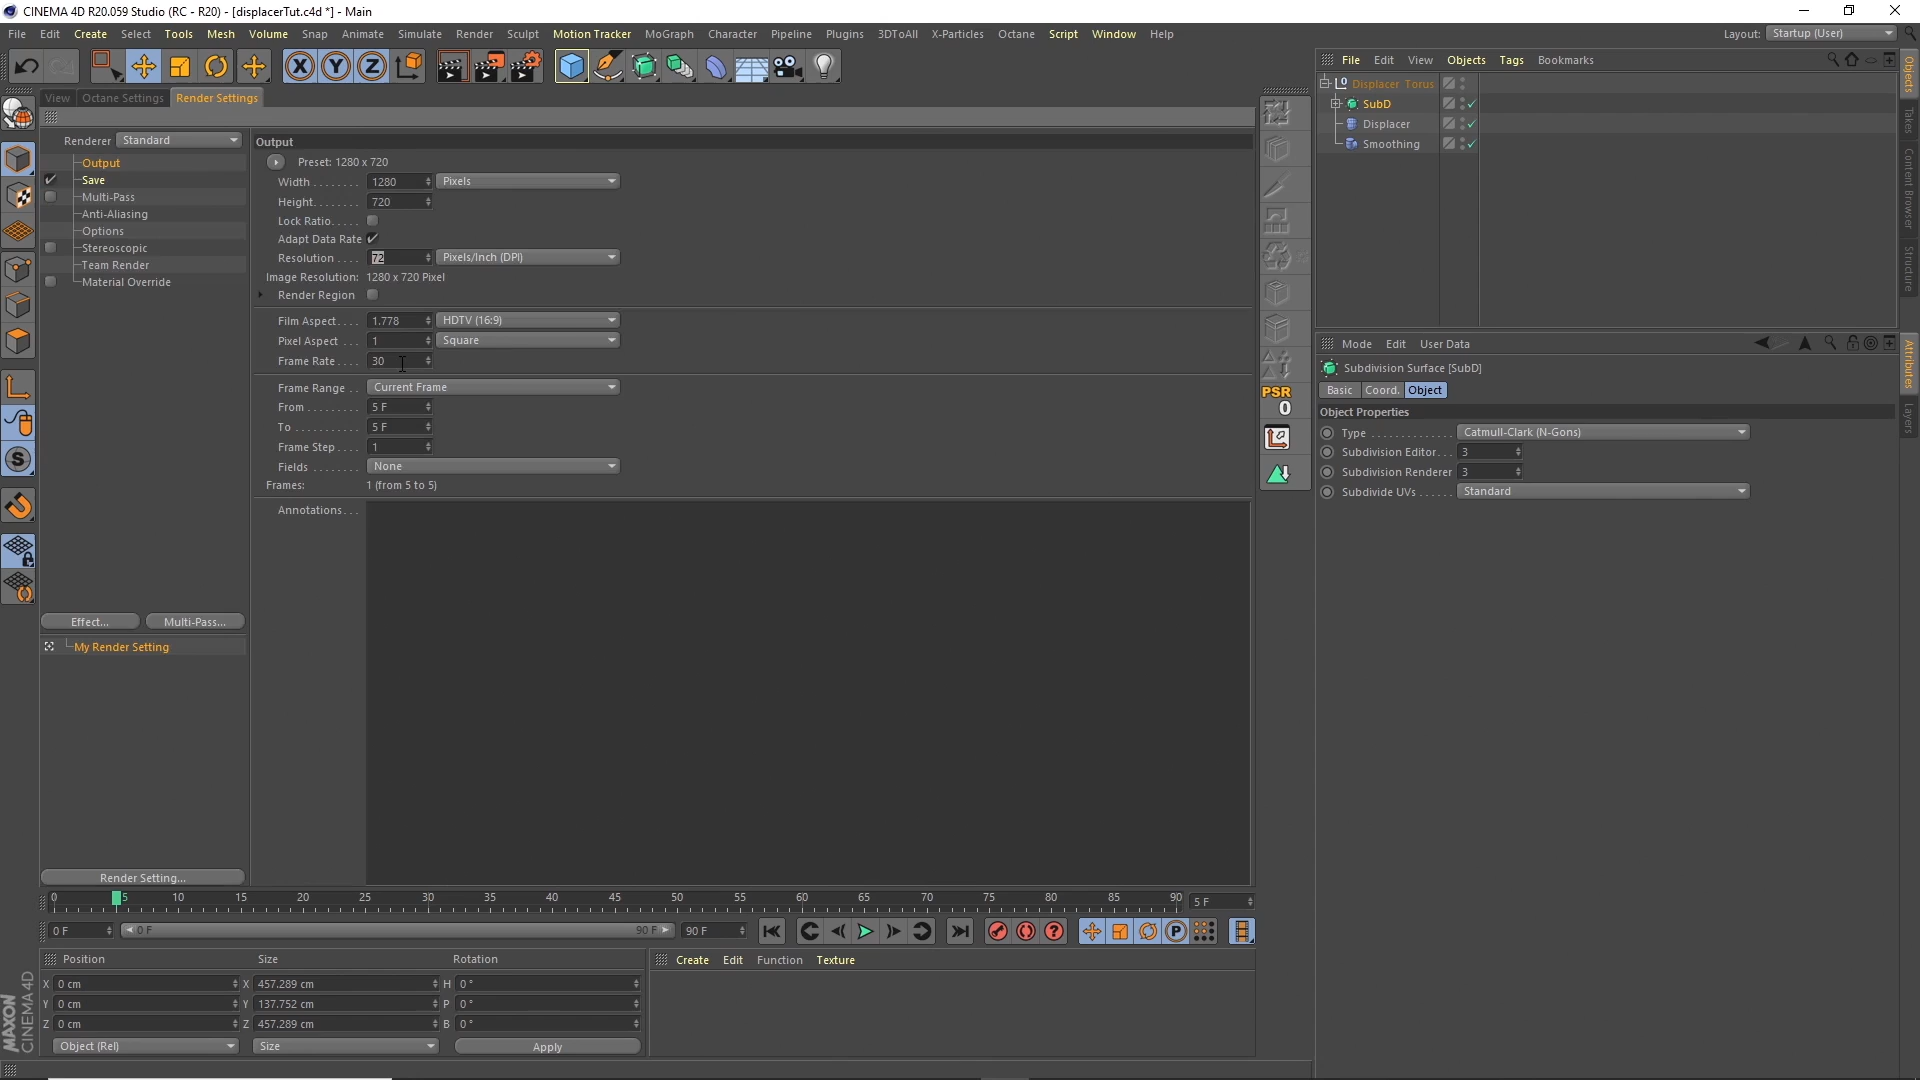 CINEMA 4D R20.059 Studio (RC - R20) - [displacerTut.c4d *] - Main
File Edit Create Select Tools Mesh Volume Snap Animate Simulate Render Sculpt Motion Tracker MoGraph Character Pipeline Plugins 3DToAll X-Particles Octane Script Window Help Layout: Startup (User)
X Y Z
File Edit View Objects Tags Bookmarks
View Octane Settings Render Settings
Displacer Torus
SubD
Displacer
Smoothing
Renderer Standard
Output
Save
Multi-Pass
Anti-Aliasing
Options
Stereoscopic
Team Render
Material Override
Effect... Multi-Pass...
My Render Setting
Render Setting...
Output
Preset: 1280 x 720
Width . . . . . . . . 1280 Pixels
Height. . . . . . . . 720
Lock Ratio. . . . .
Adapt Data Rate
Resolution . . . . 72 Pixels/Inch (DPI)
Image Resolution: 1280 x 720 Pixel
Render Region
Film Aspect. . . . 1.778 HDTV (16:9)
Pixel Aspect . . . 1 Square
Frame Rate . . . . 30
Frame Range . . Current Frame
From . . . . . . . . . 5 F
To . . . . . . . . . . . 5 F
Frame Step . . . . 1
Fields . . . . . . . . None
Frames: 1 (from 5 to 5)
Annotations. . .
PSR
0
Objects
Takes
Content Browser
Structure
Attributes
Layers
Mode Edit User Data
Subdivision Surface [SubD]
Basic Coord. Object
Object Properties
Type . . . . . . . . . . . . . Catmull-Clark (N-Gons)
Subdivision Editor. . . 3
Subdivision Renderer 3
Subdivide UVs . . . . . . Standard
0 5 10 15 20 25 30 35 40 45 50 55 60 65 70 75 80 85 90 5 F
0 F 0 F 90 F 90 F P
Position Size Rotation
X 0 cm X 457.289 cm H 0 °
Y 0 cm Y 137.752 cm P 0 °
Z 0 cm Z 457.289 cm B 0 °
Object (Rel) Size Apply
Create Edit Function Texture
MAXON
CINEMA 4D